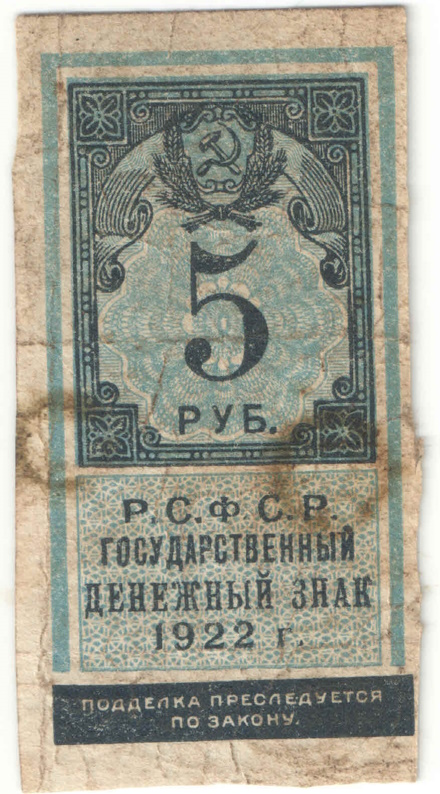 5
РУБ.
Р.С.Ф.С.Р.
ГОСУДАРСТВЕННЫЙ
ДЕНЕЖНЫЙ ЗНАК
1922 г.
ПОДДЕЛКА ПРЕСЛЕДУЕТСЯ
ПО ЗАКОНУ.